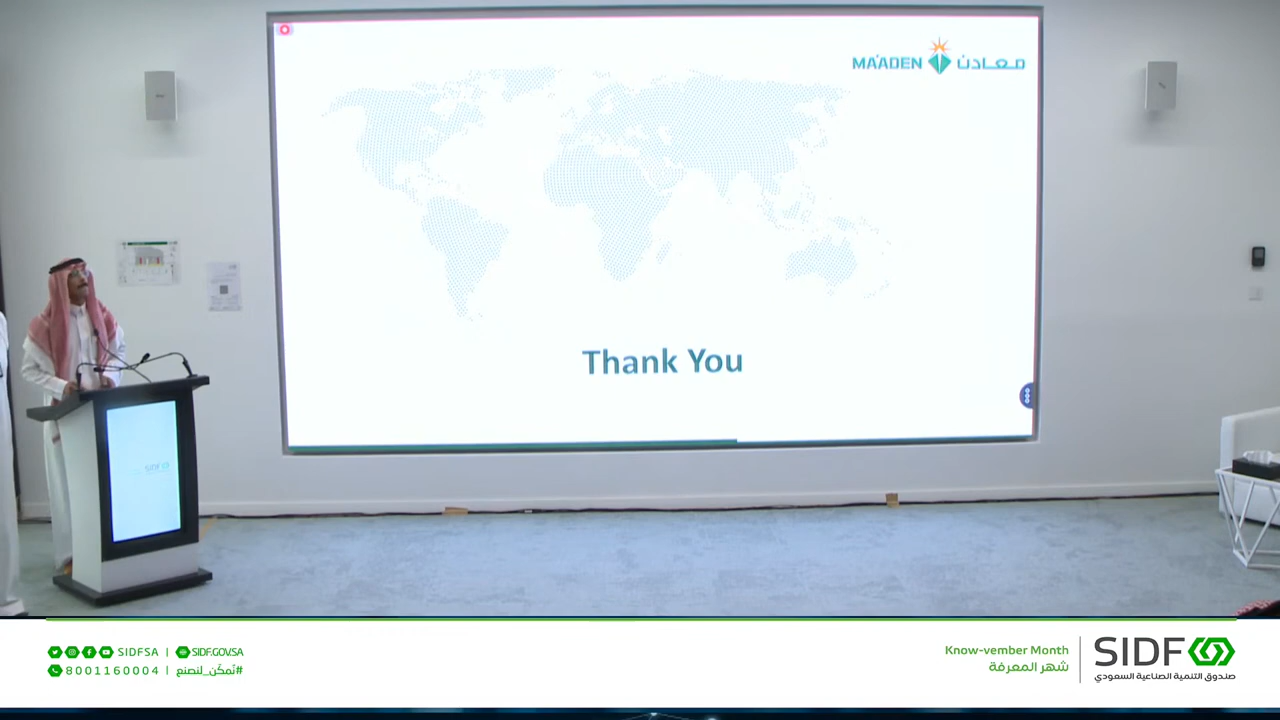 MA'ADEN معادن
Thank You
SIDF
SIDFSA | SIDF.GOV.SA
8001160004 | #نُمكّن_لنصنع
Know-vember Month
شهر المعرفة
SIDF
صندوق التنمية الصناعية السعودي